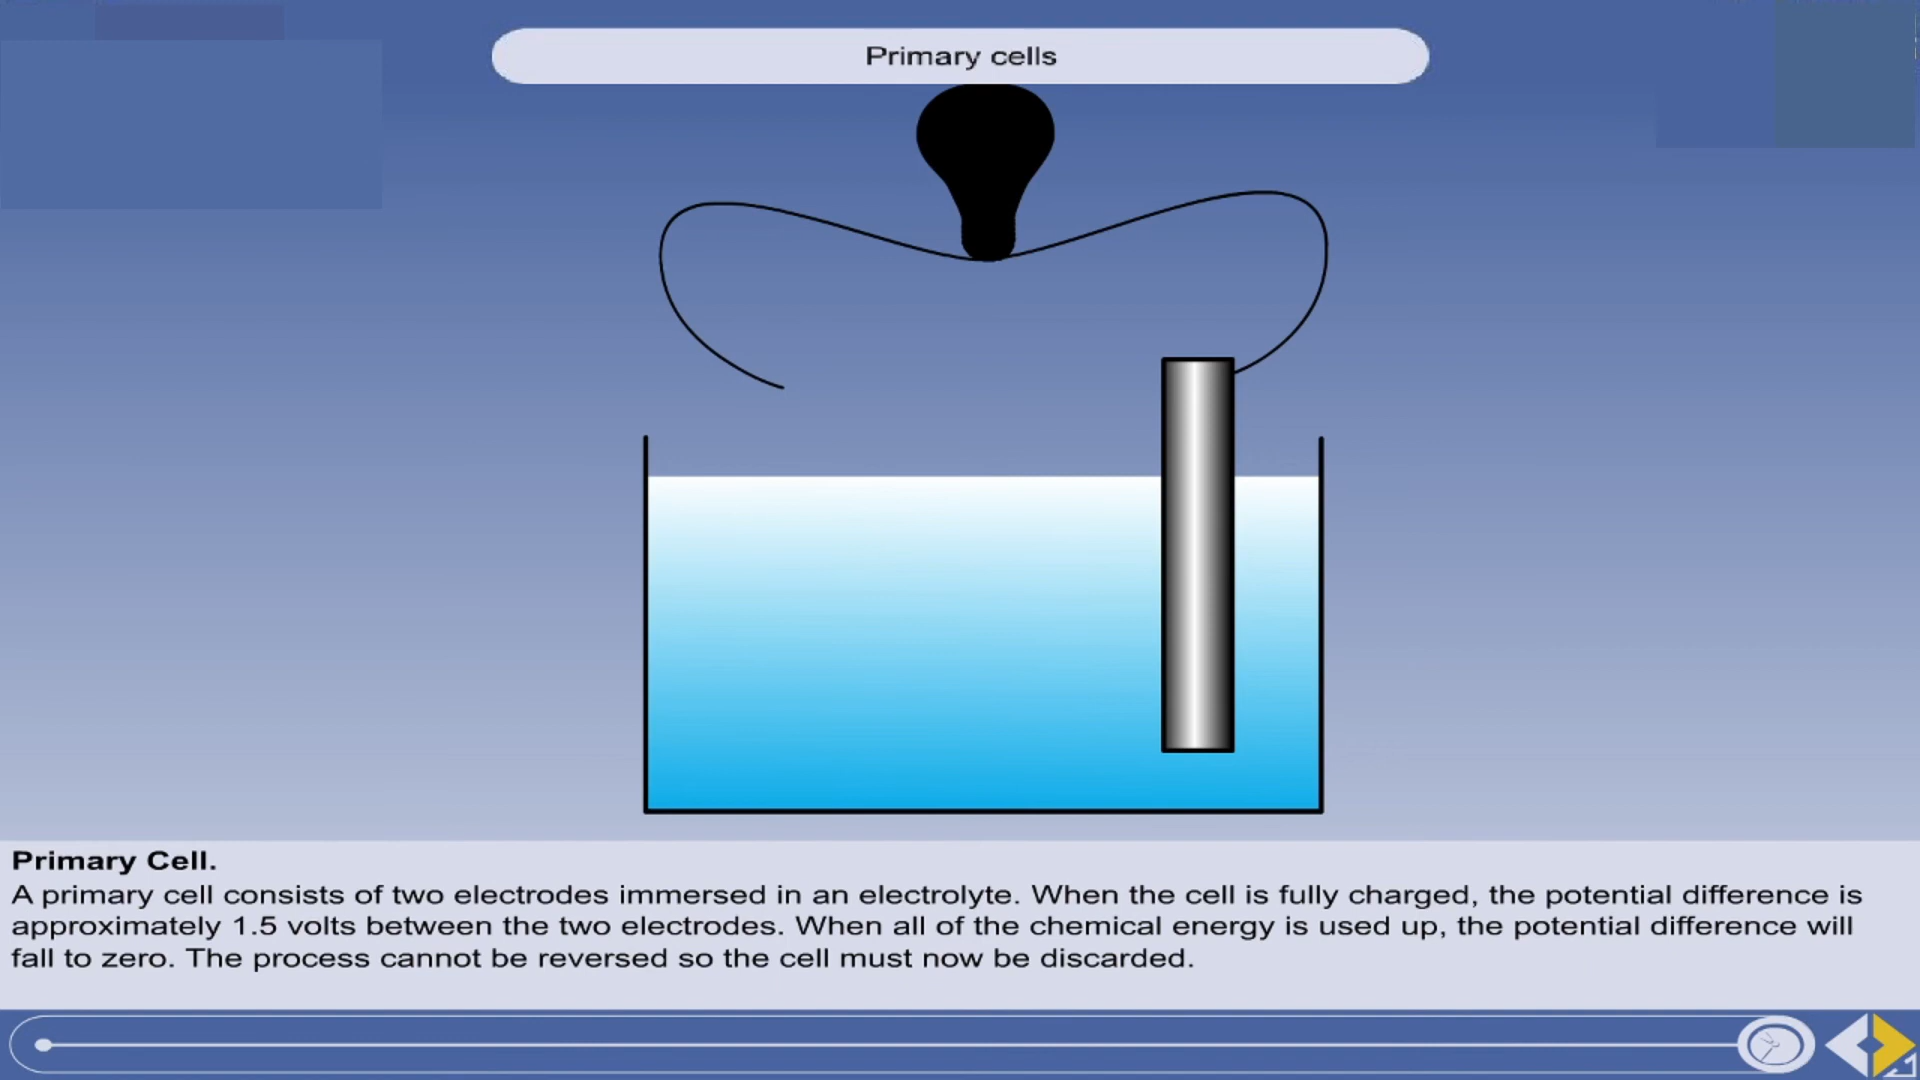 Primary cells
Primary Cell.
A primary cell consists of two electrodes immersed in an electrolyte. When the cell is fully charged, the potential difference is
approximately 1.5 volts between the two electrodes. When all of the chemical energy is used up, the potential difference will
fall to zero. The process cannot be reversed so the cell must now be discarded.